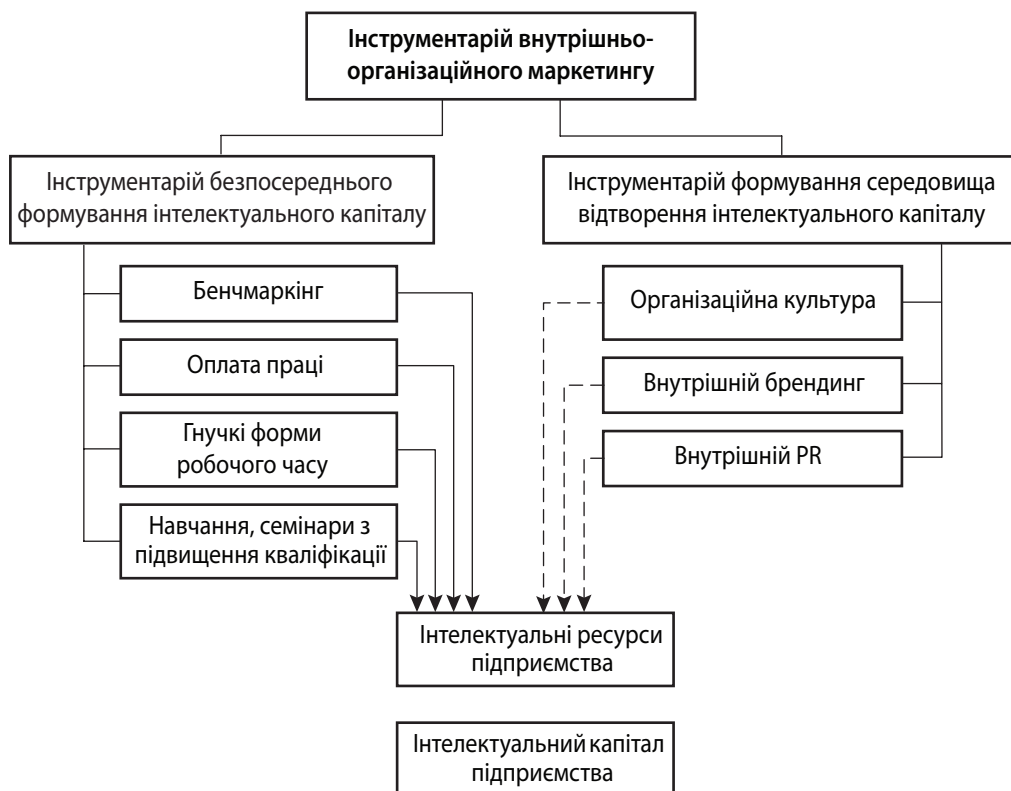 Інструментарій внутрішньо-
організаційного маркетингу
Інструментарій безпосереднього
формування інтелектуального капіталу
Інструментарій формування середовища
відтворення інтелектуального капіталу
Бенчмаркінг
Оплата праці
Гнучкі форми
робочого часу
Навчання, семінари з
підвищення кваліфікації
Організаційна культура
Внутрішній брендинг
Внутрішній PR
Інтелектуальні ресурси
підприємства
Інтелектуальний капітал
підприємства